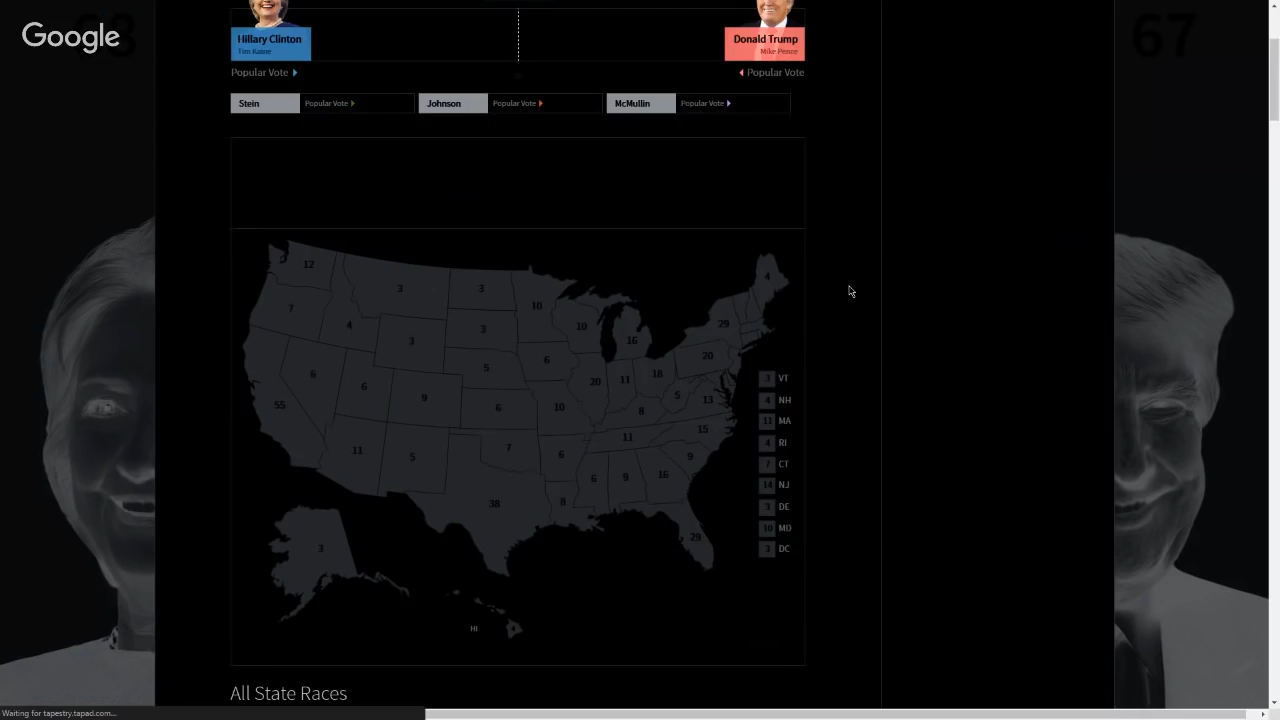 Google
67
Hillary Clinton
Tim Kaine
Donald Trump
Mike Pence
Popular Vote
Popular Vote
Stein Popular Vote
Johnson Popular Vote
McMullin Popular Vote
12
3
3
4
7
10
4
10
3
3
16
29
20
6
6
6
5
20
11
18
5
13
55
9
6
10
8
15
11
5
7
6
11
9
38
8
6
9
16
29
3
3 VT
4 NH
11 MA
4 RI
7 CT
14 NJ
3 DE
10 MD
3 DC
HI 4
All State Races
Waiting for tapestry.tapad.com...